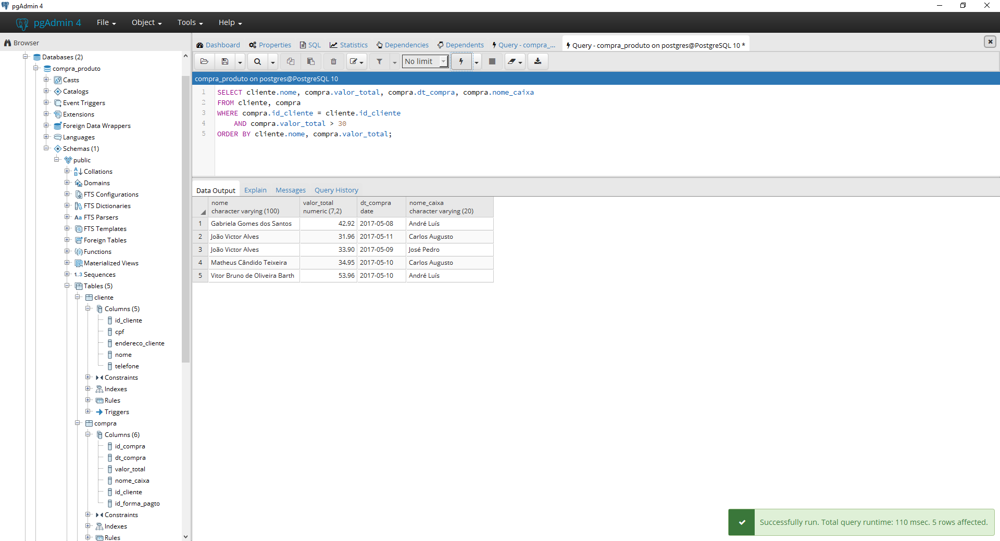 pgAdmin 4
pgAdmin 4 File Object Tools Help
Browser
Databases (2)
compra_produto
Casts
Catalogs
Event Triggers
Extensions
Foreign Data Wrappers
Languages
Schemas (1)
public
Collations
Domains
FTS Configurations
FTS Dictionaries
Aa FTS Parsers
FTS Templates
Foreign Tables
Functions
Materialized Views
1..3 Sequences
Tables (5)
cliente
Columns (5)
id_cliente
cpf
endereco_cliente
nome
telefone
Constraints
Indexes
Rules
Triggers
compra
Columns (6)
id_compra
dt_compra
valor_total
nome_caixa
id_cliente
id_forma_pagto
Constraints
Indexes
Rules
Dashboard Properties SQL Statistics Dependencies Dependents Query - compra_... Query - compra_produto on postgres@PostgreSQL 10 *
No limit
compra_produto on postgres@PostgreSQL 10
1 SELECT cliente.nome, compra.valor_total, compra.dt_compra, compra.nome_caixa
2 FROM cliente, compra
3 WHERE compra.id_cliente = cliente.id_cliente
4 AND compra.valor_total > 30
5 ORDER BY cliente.nome, compra.valor_total;
Data Output Explain Messages Query History
nome valor_total dt_compra nome_caixa
character varying (100) numeric (7,2) date character varying (20)
1 Gabriela Gomes dos Santos 42.92 2017-05-08 André Luís
2 João Victor Alves 31.96 2017-05-11 Carlos Augusto
3 João Victor Alves 33.90 2017-05-09 José Pedro
4 Matheus Cândido Teixeira 34.95 2017-05-10 Carlos Augusto
5 Vitor Bruno de Oliveira Barth 53.96 2017-05-10 André Luís
Successfully run. Total query runtime: 110 msec. 5 rows affected.